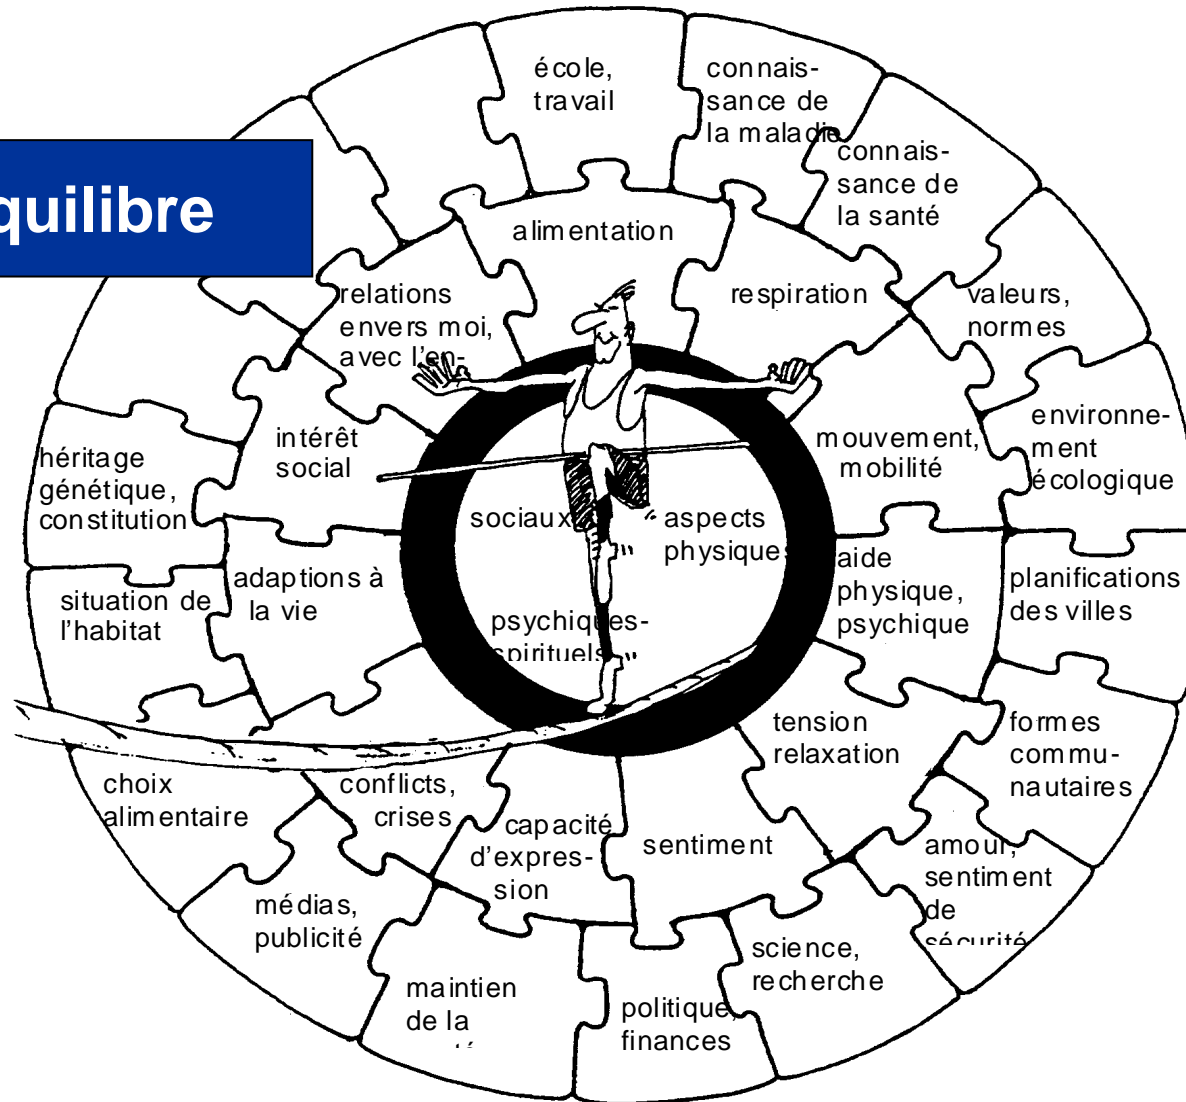 quilibre
école,
travail
connais-
sance de
la maladie
connais-
sance de
la santé
valeurs,
normes
environne-
ment
écologique
planifications
des villes
formes
commu-
nautaires
amour,
sentiment
de
sécurité
science,
recherche
politique,
finances
maintien
de la
médias,
publicité
choix
alimentaire
situation de
l'habitat
héritage
génétique,
constitution
alimentation
respiration
mouvement,
mobilité
aide
physique,
psychique
tension
relaxation
sentiment
capacité
d'expres-
sion
conflicts,
crises
adaptions à
la vie
intérêt
social
relations
envers moi,
avec l'en-
sociaux
aspects
physiques
psychiques-
spirituels